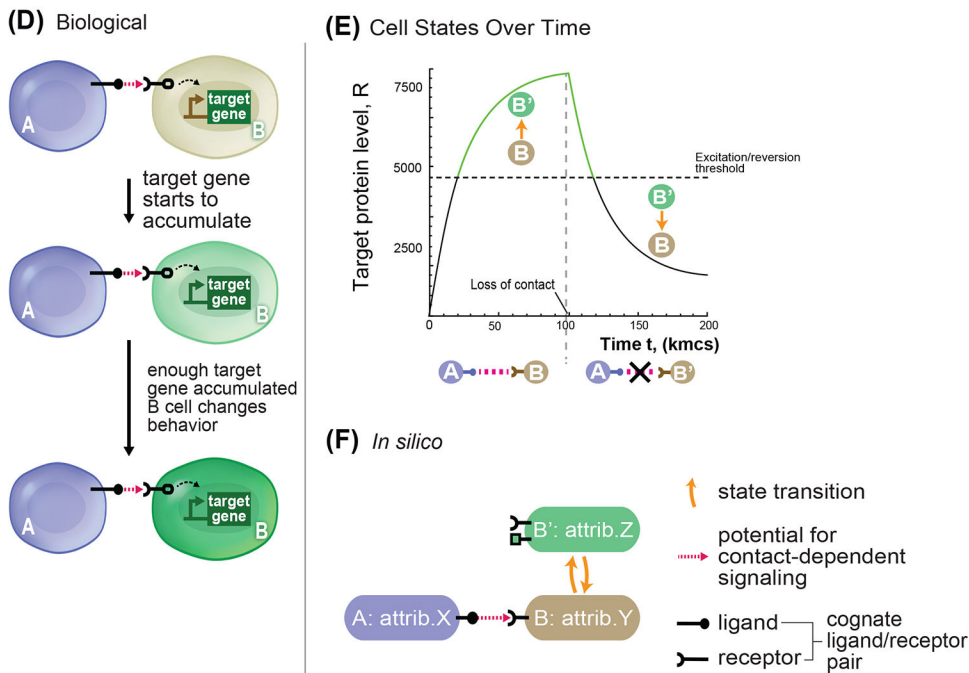 (D) Biological
A
target
gene
B
target gene
starts to
accumulate
A
target
gene
B
enough target
gene accumulated
B cell changes
behavior
A
target
gene
B
(E) Cell States Over Time
Target protein level, R
7500
5000
2500
B'
B
Excitation/reversion
threshold
B'
B
Loss of contact
0
50
100
150
200
Time t, (kmcs)
A
B
A
B'
(F) In silico
B': attrib.Z
A: attrib.X
B: attrib.Y
state transition
potential for
contact-dependent
signaling
ligand
receptor
cognate
ligand/receptor
pair